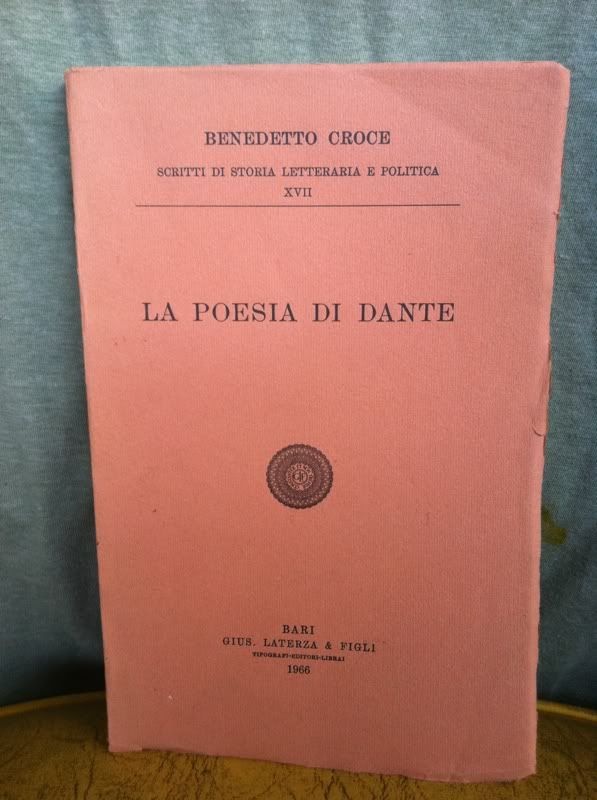 BENEDETTO CROCE
SCRITTI DI STORIA LETTERARIA E POLITICA
XVII
LA POESIA DI DANTE
BARI
GIUS. LATERZA & FIGLI
TIPOGRAFI-EDITORI-LIBRAI
1966